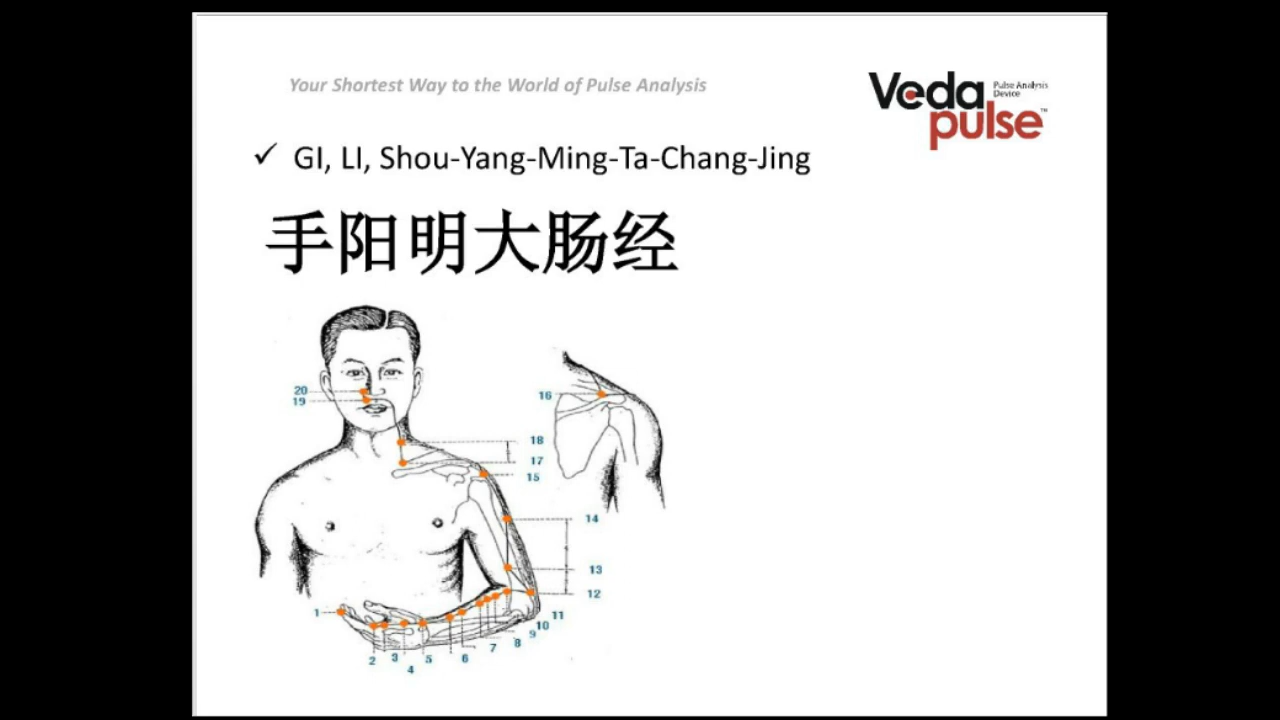 Your Shortest Way to the World of Pulse Analysis
Veda
Pulse Analysis
Device
pulse™
✓ GI, LI, Shou-Yang-Ming-Ta-Chang-Jing
手阳明大肠经
20
19
16
18
17
15
14
13
12
1
11
10
9
8
7
2
3
4
5
6